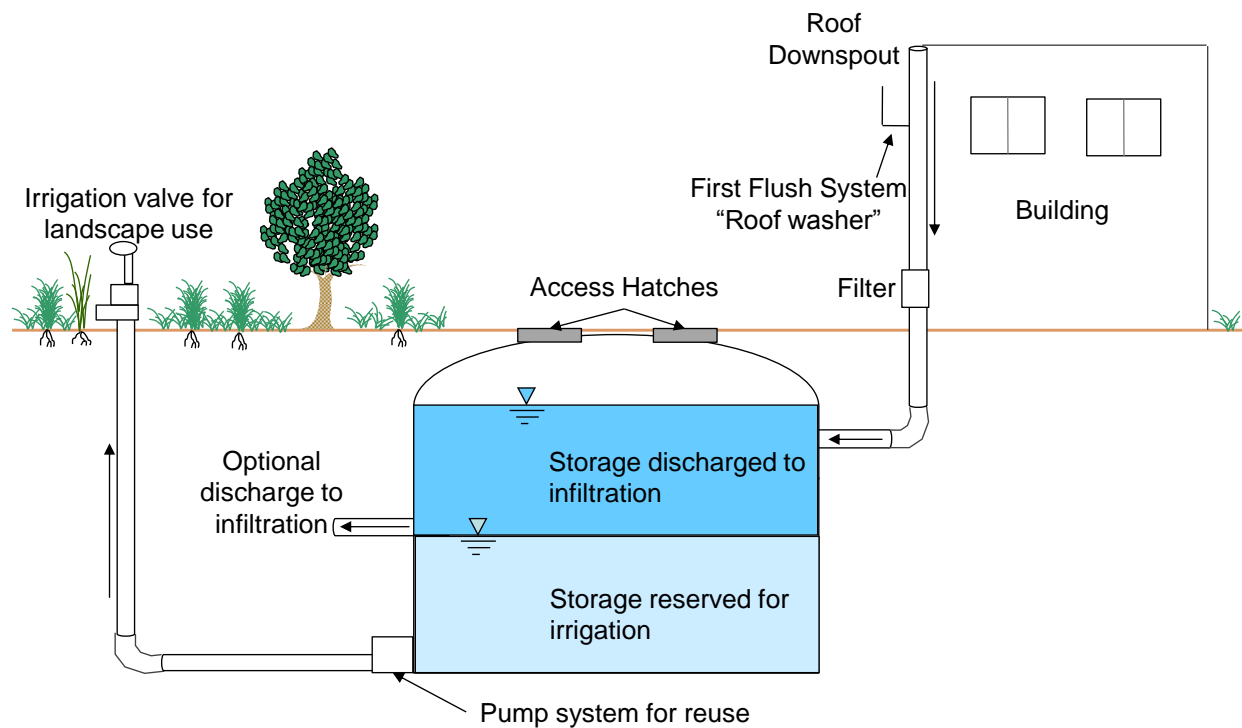 Roof
Downspout
First Flush System
“Roof washer”
Building
Irrigation valve for
landscape use
Access Hatches
Filter
Optional
discharge to
infiltration
Storage discharged to
infiltration
Storage reserved for
irrigation
Pump system for reuse